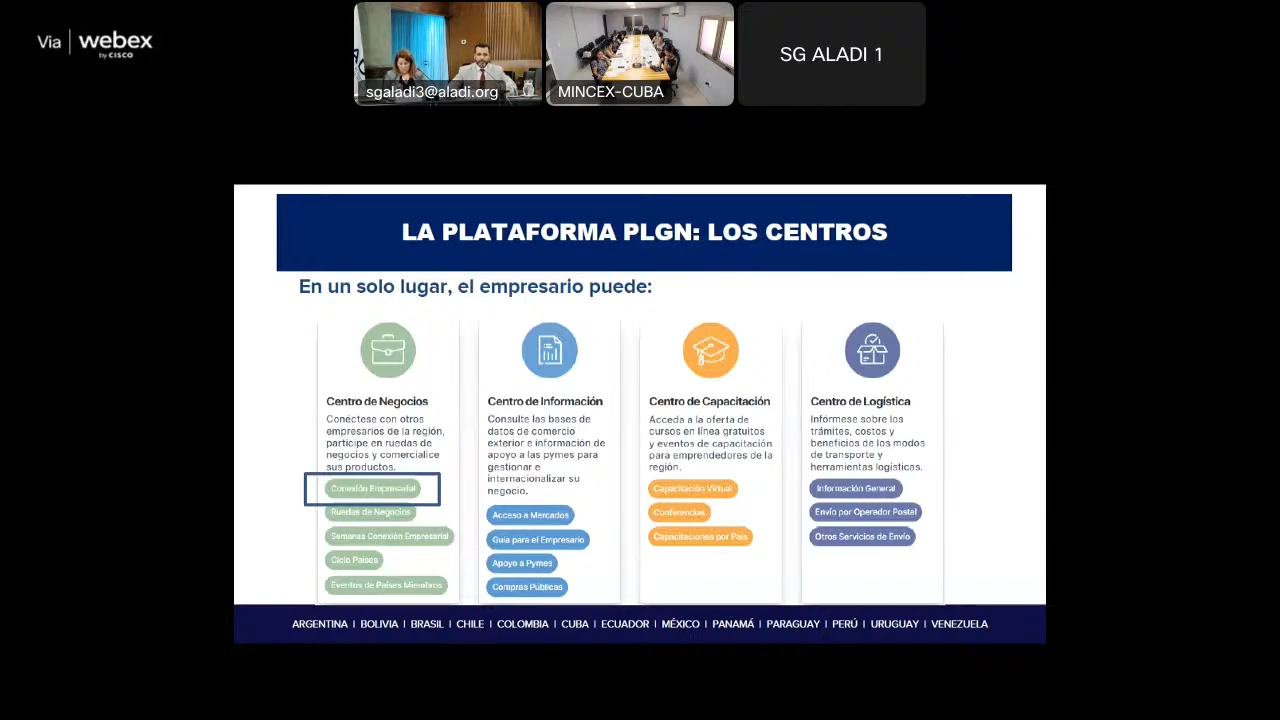 Via | webex
by CISCO
sgaladi3@aladi.org
MINCEX-CUBA
SG ALADI 1
LA PLATAFORMA PLGN: LOS CENTROS
En un solo lugar, el empresario puede:
Centro de Negocios
Conéctese con otros
empresarios de la región,
participe en ruedas de
negocios y comercialice
sus productos.
Conexión Empresarial
Ruedas de Negocios
Semanas Conexión Empresarial
Ciclo Países
Eventos de Países Miembros
Centro de Información
Consulte las bases de
datos de comercio
exterior e información de
apoyo a las pymes para
gestionar e
internacionalizar su
negocio.
Acceso a Mercados
Guía para el Empresario
Apoyo a Pymes
Compras Públicas
Centro de Capacitación
Acceda a la oferta de
cursos en línea gratuitos
y eventos de capacitación
para emprendedores de la
región.
Capacitación Virtual
Conferencias
Capacitaciones por País
Centro de Logística
Infórmese sobre los
trámites, costos y
beneficios de los modos
de transporte y
herramientas logísticas.
Información General
Envío por Operador Postal
Otros Servicios de Envío
ARGENTINA | BOLIVIA | BRASIL | CHILE | COLOMBIA | CUBA | ECUADOR | MÉXICO | PANAMÁ | PARAGUAY | PERÚ | URUGUAY | VENEZUELA